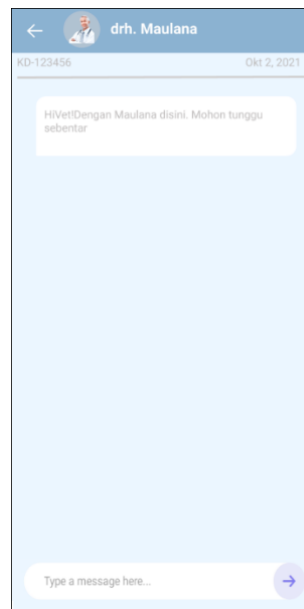 drh. Maulana
KD-123456 Okt 2, 2021
HiVet!Dengan Maulana disini. Mohon tunggu
sebentar
Type a message here...